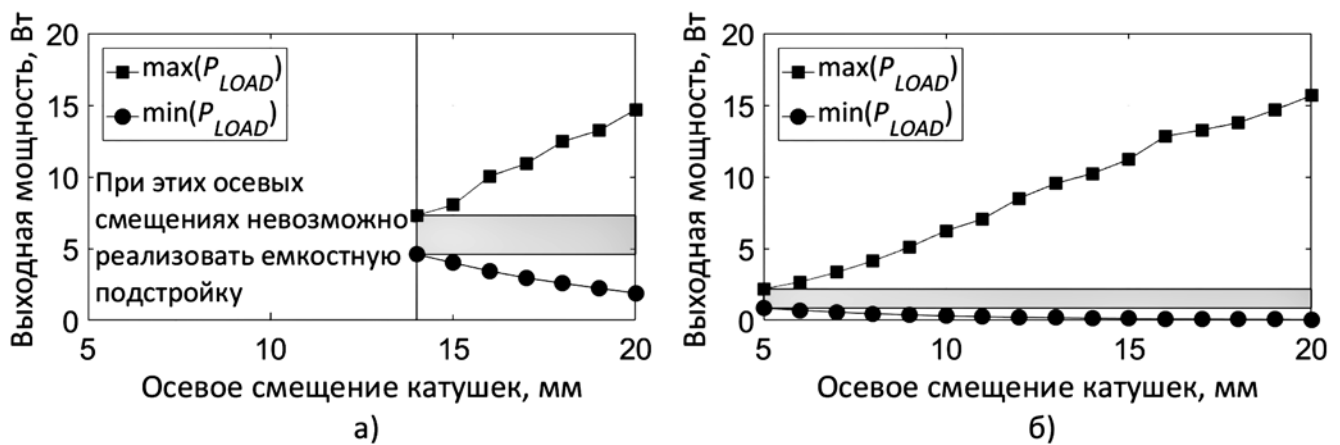 Выходная мощность, Вт
20
15
10
5
0
max(P_LOAD)
min(P_LOAD)
При этих осевых
смещениях невозможно
реализовать емкостную
подстройку
5
10
15
20
Осевое смещение катушек, мм
а)
Выходная мощность, Вт
20
15
10
5
0
max(P_LOAD)
min(P_LOAD)
5
10
15
20
Осевое смещение катушек, мм
б)